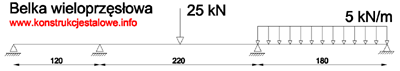 Belka wieloprzęsłowa
www.konstrukcjestalowe.info
25 kN
5 kN/m
120
220
180